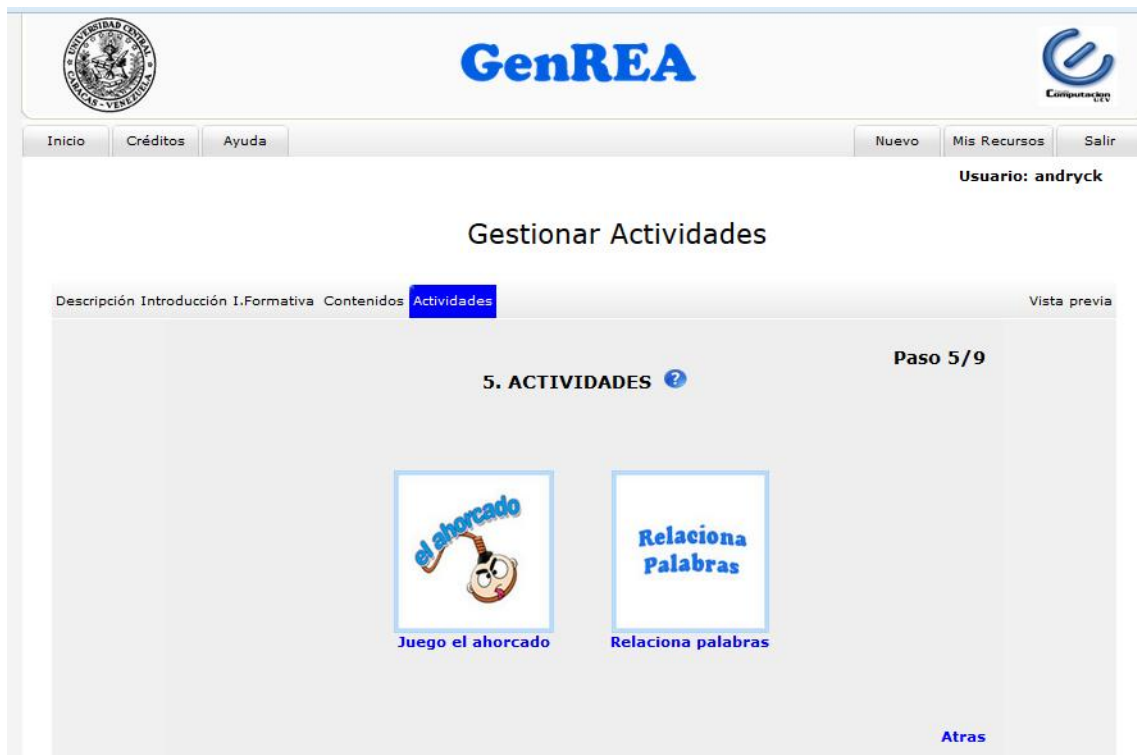 UNIVERSIDAD CENTRAL
CARACAS - VENEZUELA
GenREA
Computacion
UCV
Inicio Créditos Ayuda Nuevo Mis Recursos Salir
Usuario: andryck
Gestionar Actividades
Descripción Introducción I.Formativa Contenidos Actividades Vista previa
Paso 5/9
5. ACTIVIDADES ?
el ahorcado
Relaciona
Palabras
Juego el ahorcado Relaciona palabras
Atras